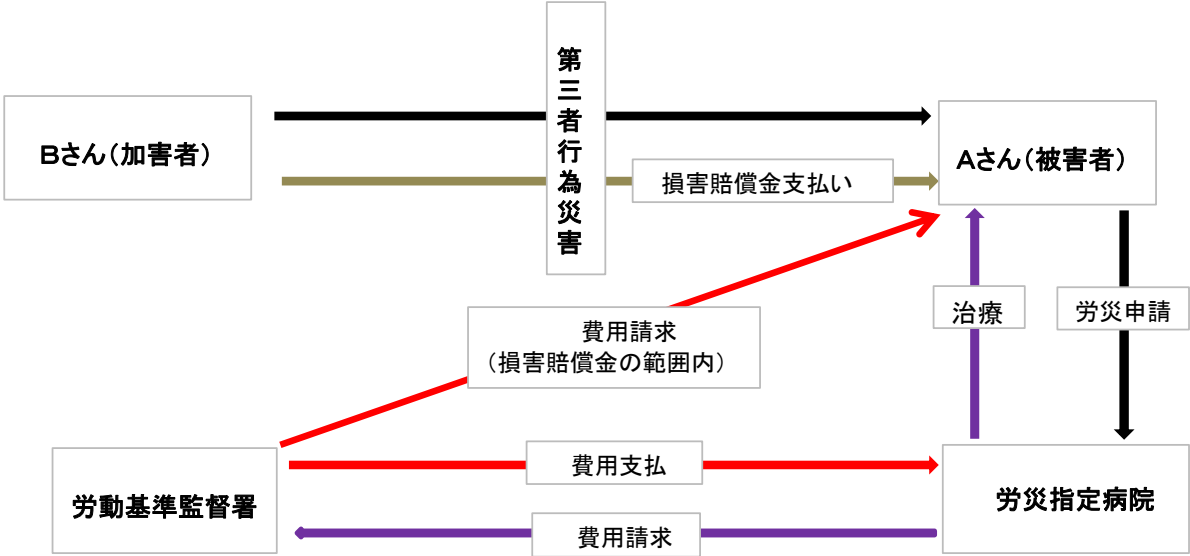 第三者行為災害
Bさん（加害者）
Aさん（被害者）
損害賠償金支払い
費用請求
（損害賠償金の範囲内）
治療
労災申請
労働基準監督署
費用支払
労災指定病院
費用請求